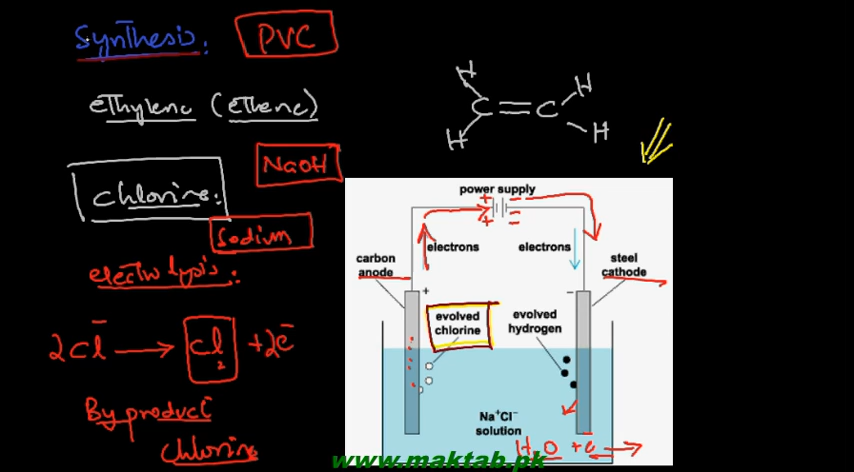 Synthesis: PVC
ethylene (ethene)
H H
C = C
H H
NaOH
chlorine:
Sodium
electrolysis:
2Cl⁻ → Cl₂ + 2e⁻
By product
chlorine
power supply
+ =
+ =
electrons electrons
carbon
anode
steel
cathode
+ −
evolved
chlorine
evolved
hydrogen
Na⁺Cl⁻
solution
H₂O + e →
www.maktab.pk